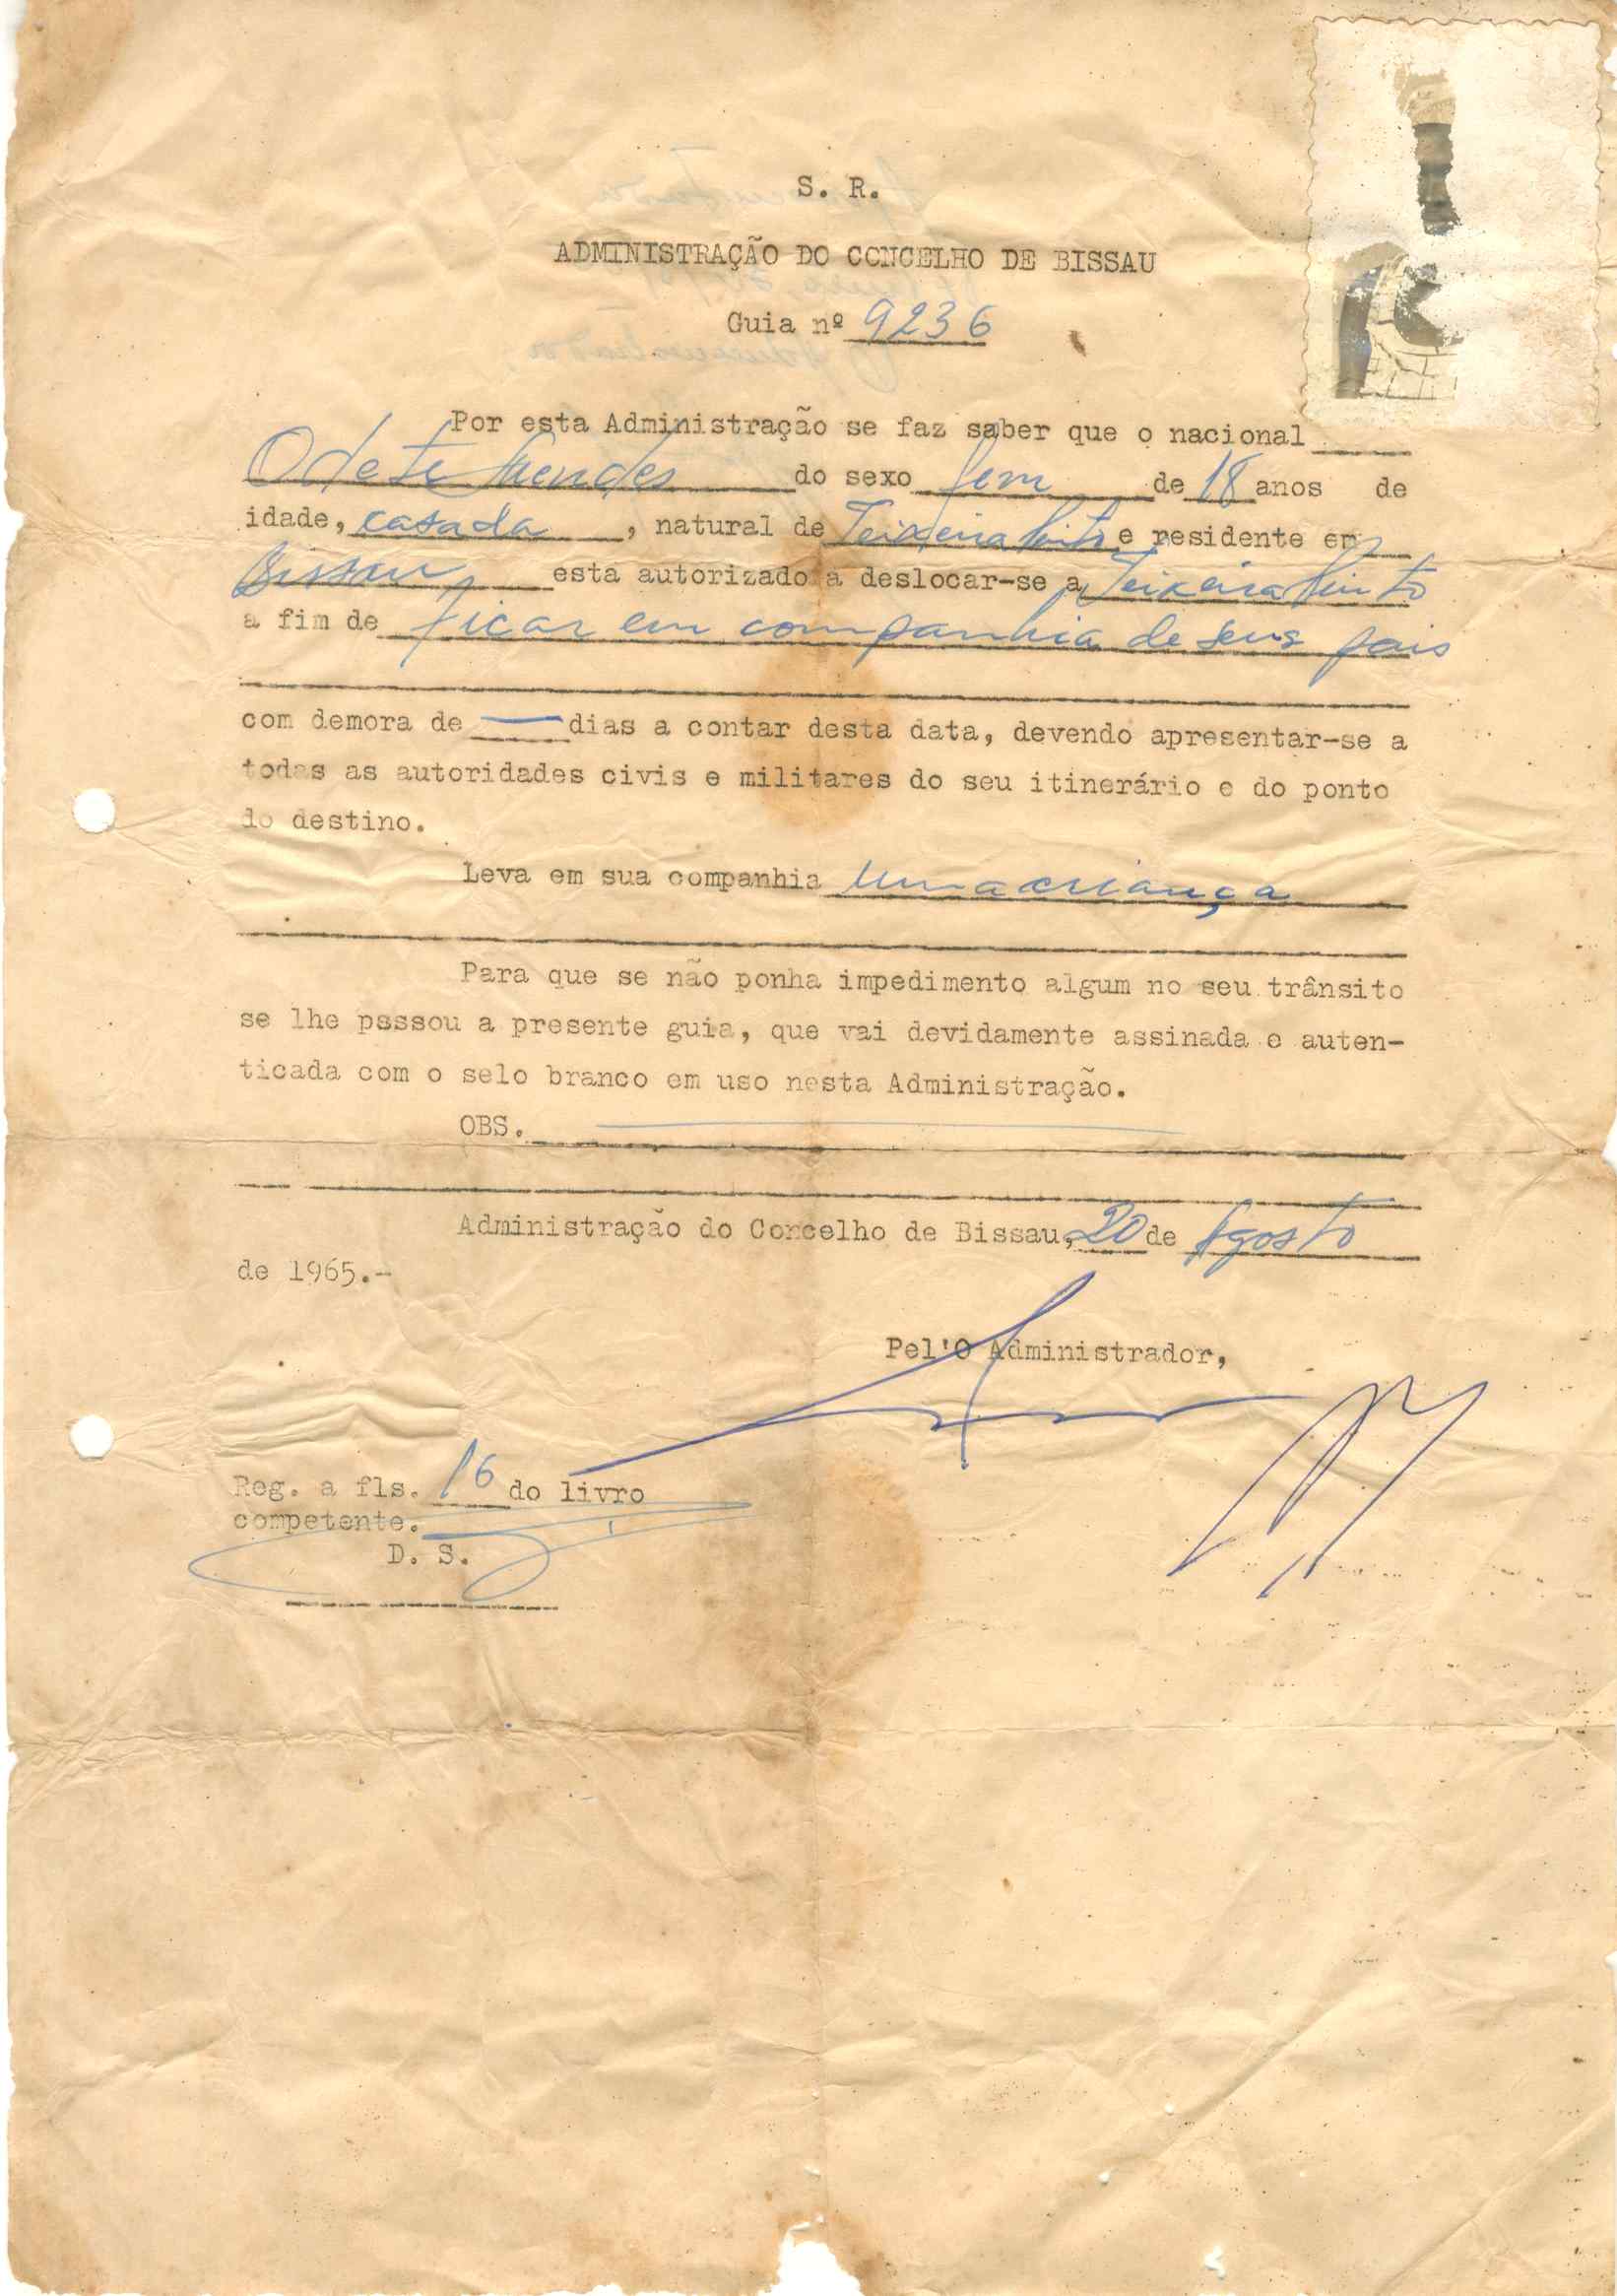 S. R.
ADMINISTRAÇÃO DO CONCELHO DE BISSAU
Guia nº 9236
Por esta Administração se faz saber que o nacional
Odete Mendes do sexo fem de 18 anos de
idade, casada, natural de Teixeira Pinto e residente em
Bissau, esta autorizado a deslocar-se a Teixeira Pinto
a fim de ficar em companhia de seus pais
com demora de — dias a contar desta data, devendo apresentar-se a
todas as autoridades civis e militares do seu itinerário e do ponto
do destino.
Leva em sua companhia uma criança
Para que se não ponha impedimento algum no seu trânsito
se lhe passou a presente guia, que vai devidamente assinada e auten-
ticada com o selo branco em uso nesta Administração.
OBS.
Administração do Concelho de Bissau, 20 de Agosto
de 1965.-
Pel'O Administrador,
Reg. a fls. 16 do livro
competente.
D. S.